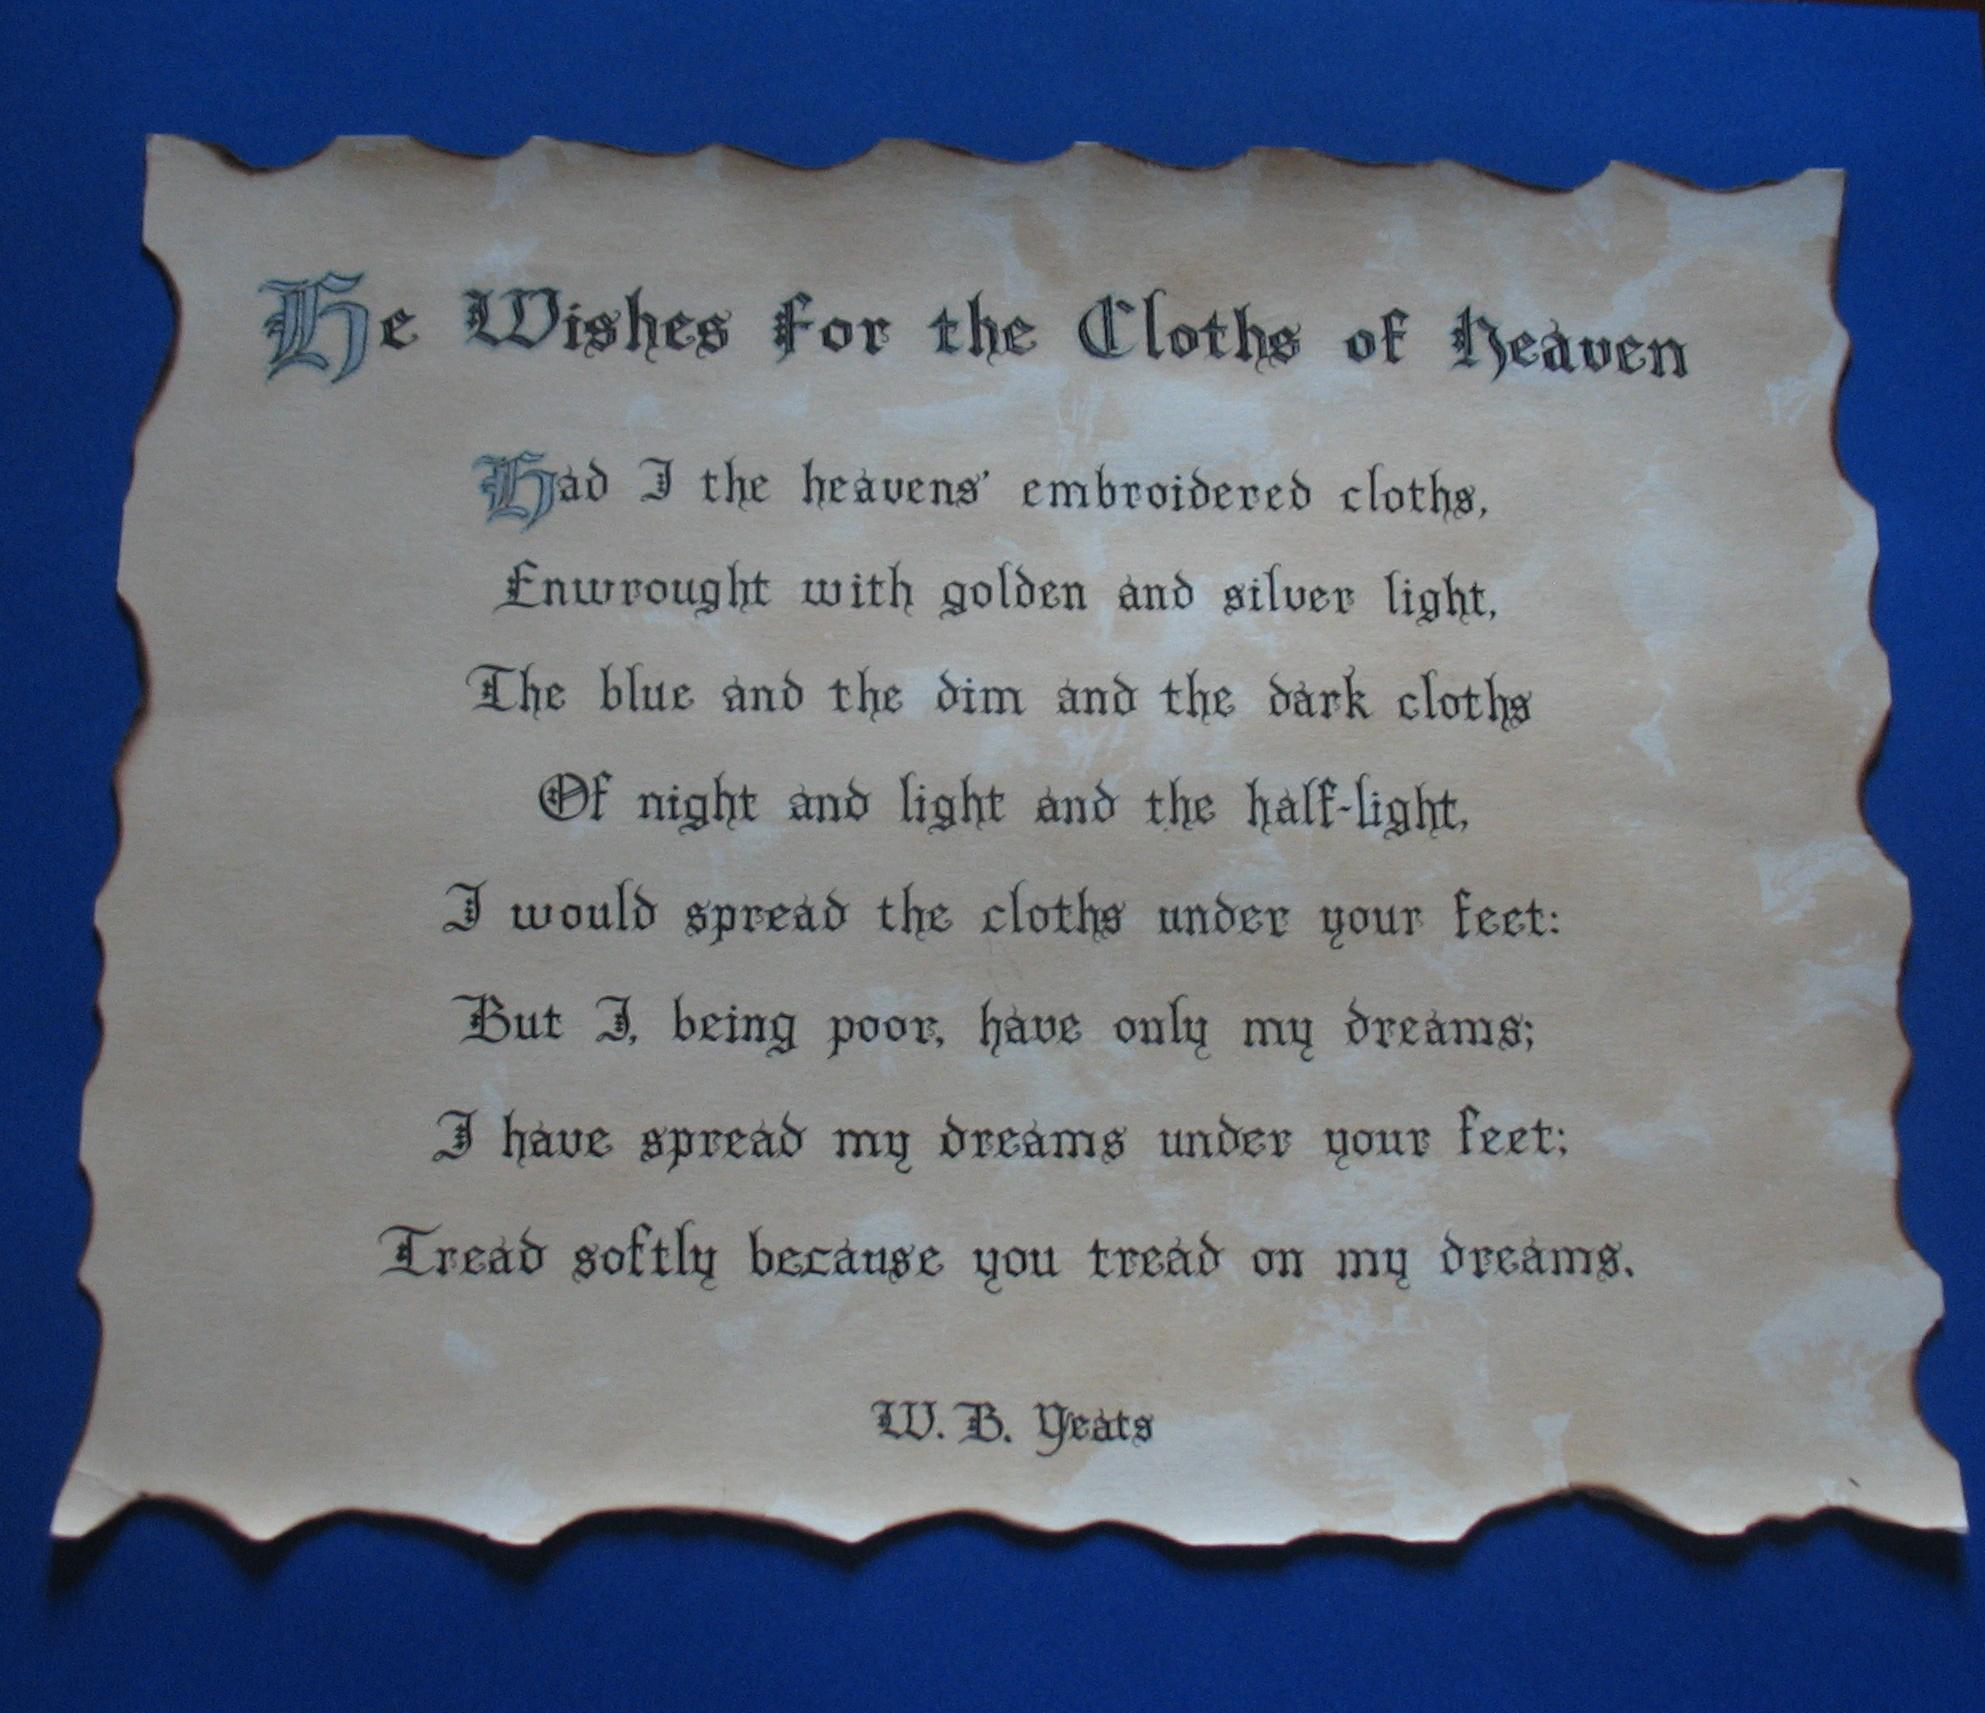 He Wishes For the Cloths of Heaven
Had I the heavens' embroidered cloths,
Enwrought with golden and silver light,
The blue and the dim and the dark cloths
Of night and light and the half-light,
I would spread the cloths under your feet:
But I, being poor, have only my dreams;
I have spread my dreams under your feet;
Tread softly because you tread on my dreams.
W. B. Yeats